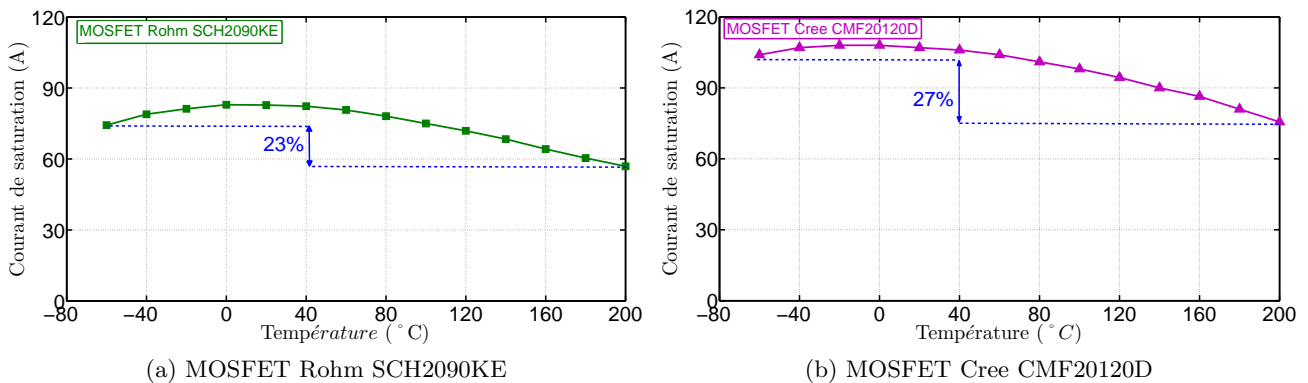 MOSFET Rohm SCH2090KE
120
90
60
30
0
Courant de saturation (A)
23%
−80 −40 0 40 80 120 160 200
Température (°C)
(a) MOSFET Rohm SCH2090KE
MOSFET Cree CMF20120D
120
90
60
30
0
Courant de saturation (A)
27%
−80 −40 0 40 80 120 160 200
Température (°C)
(b) MOSFET Cree CMF20120D